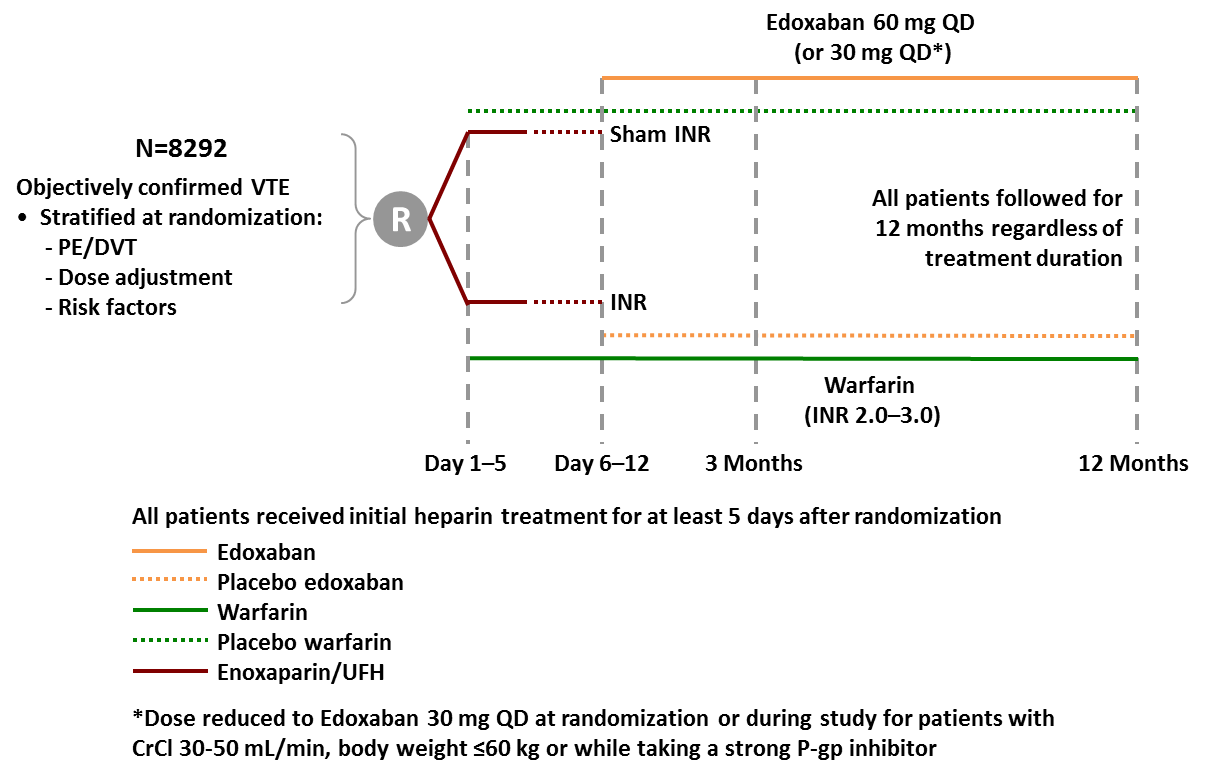 Edoxaban 60 mg QD
(or 30 mg QD*)
N=8292
Objectively confirmed VTE
• Stratified at randomization:
- PE/DVT
- Dose adjustment
- Risk factors
R
Sham INR
INR
All patients followed for
12 months regardless of
treatment duration
Warfarin
(INR 2.0–3.0)
Day 1–5
Day 6–12
3 Months
12 Months
All patients received initial heparin treatment for at least 5 days after randomization
Edoxaban
Placebo edoxaban
Warfarin
Placebo warfarin
Enoxaparin/UFH
*Dose reduced to Edoxaban 30 mg QD at randomization or during study for patients with
CrCl 30-50 mL/min, body weight ≤60 kg or while taking a strong P-gp inhibitor